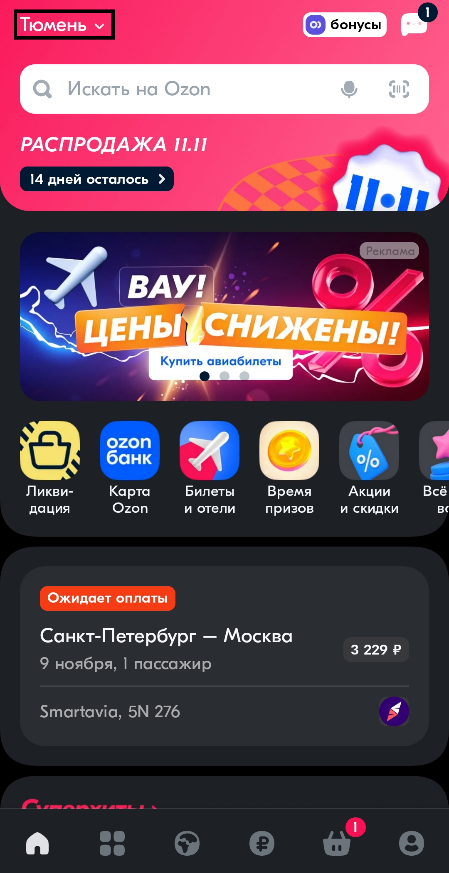 Тюмень
бонусы
1
Искать на Ozon
РАСПРОДАЖА 11.11
14 дней осталось
11.11
Реклама
ВАУ!
ЦЕНЫ СНИЖЕНЫ!
%
Купить авиабилеты
Ликви-
дация
ozon
банк
Карта
Ozon
Билеты
и отели
Время
призов
%
Акции
и скидки
Всё
Ожидает оплаты
Санкт-Петербург — Москва
3 229 ₽
9 ноября, 1 пассажир
Smartavia, 5N 276
Суперхиты
1